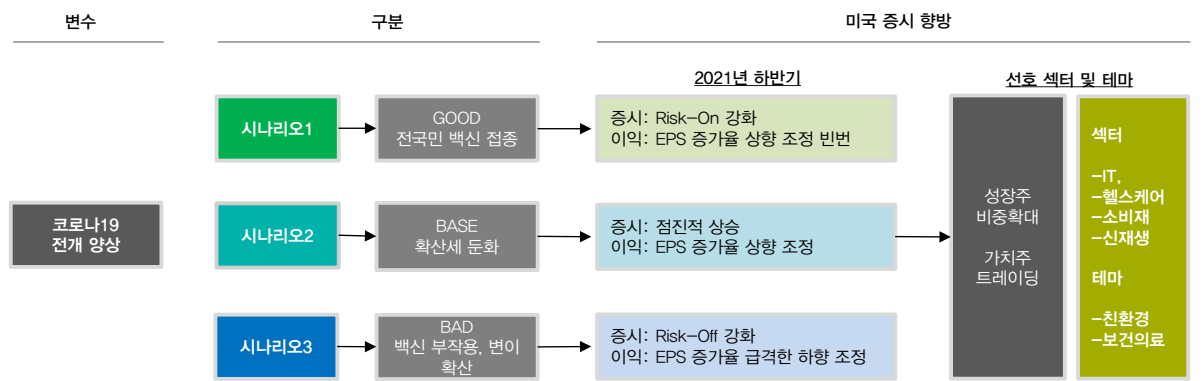 변수
구분
미국 증시 향방
2021년 하반기
선호 섹터 및 테마
시나리오1
GOOD
전국민 백신 접종
증시: Risk-On 강화
이익: EPS 증가율 상향 조정 빈번
코로나19
전개 양상
시나리오2
BASE
확산세 둔화
증시: 점진적 상승
이익: EPS 증가율 상향 조정
시나리오3
BAD
백신 부작용, 변이
확산
증시: Risk-Off 강화
이익: EPS 증가율 급격한 하향 조정
성장주
비중확대
가치주
트레이딩
섹터
-IT,
-헬스케어
-소비재
-신재생
테마
-친환경
-보건의료